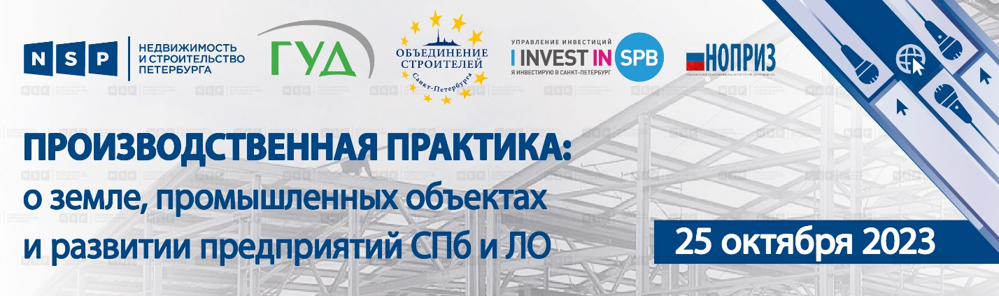 NSP
НЕДВИЖИМОСТЬ
И СТРОИТЕЛЬСТВО
ПЕТЕРБУРГА
ГУД
ОБЪЕДИНЕНИЕ
СТРОИТЕЛЕЙ
Санкт-Петербурга
УПРАВЛЕНИЕ ИНВЕСТИЦИЙ
I INVEST IN SPB
Я ИНВЕСТИРУЮ В САНКТ-ПЕТЕРБУРГ
НОПРИЗ
ПРОИЗВОДСТВЕННАЯ ПРАКТИКА:
о земле, промышленных объектах
и развитии предприятий СПб и ЛО
25 октября 2023